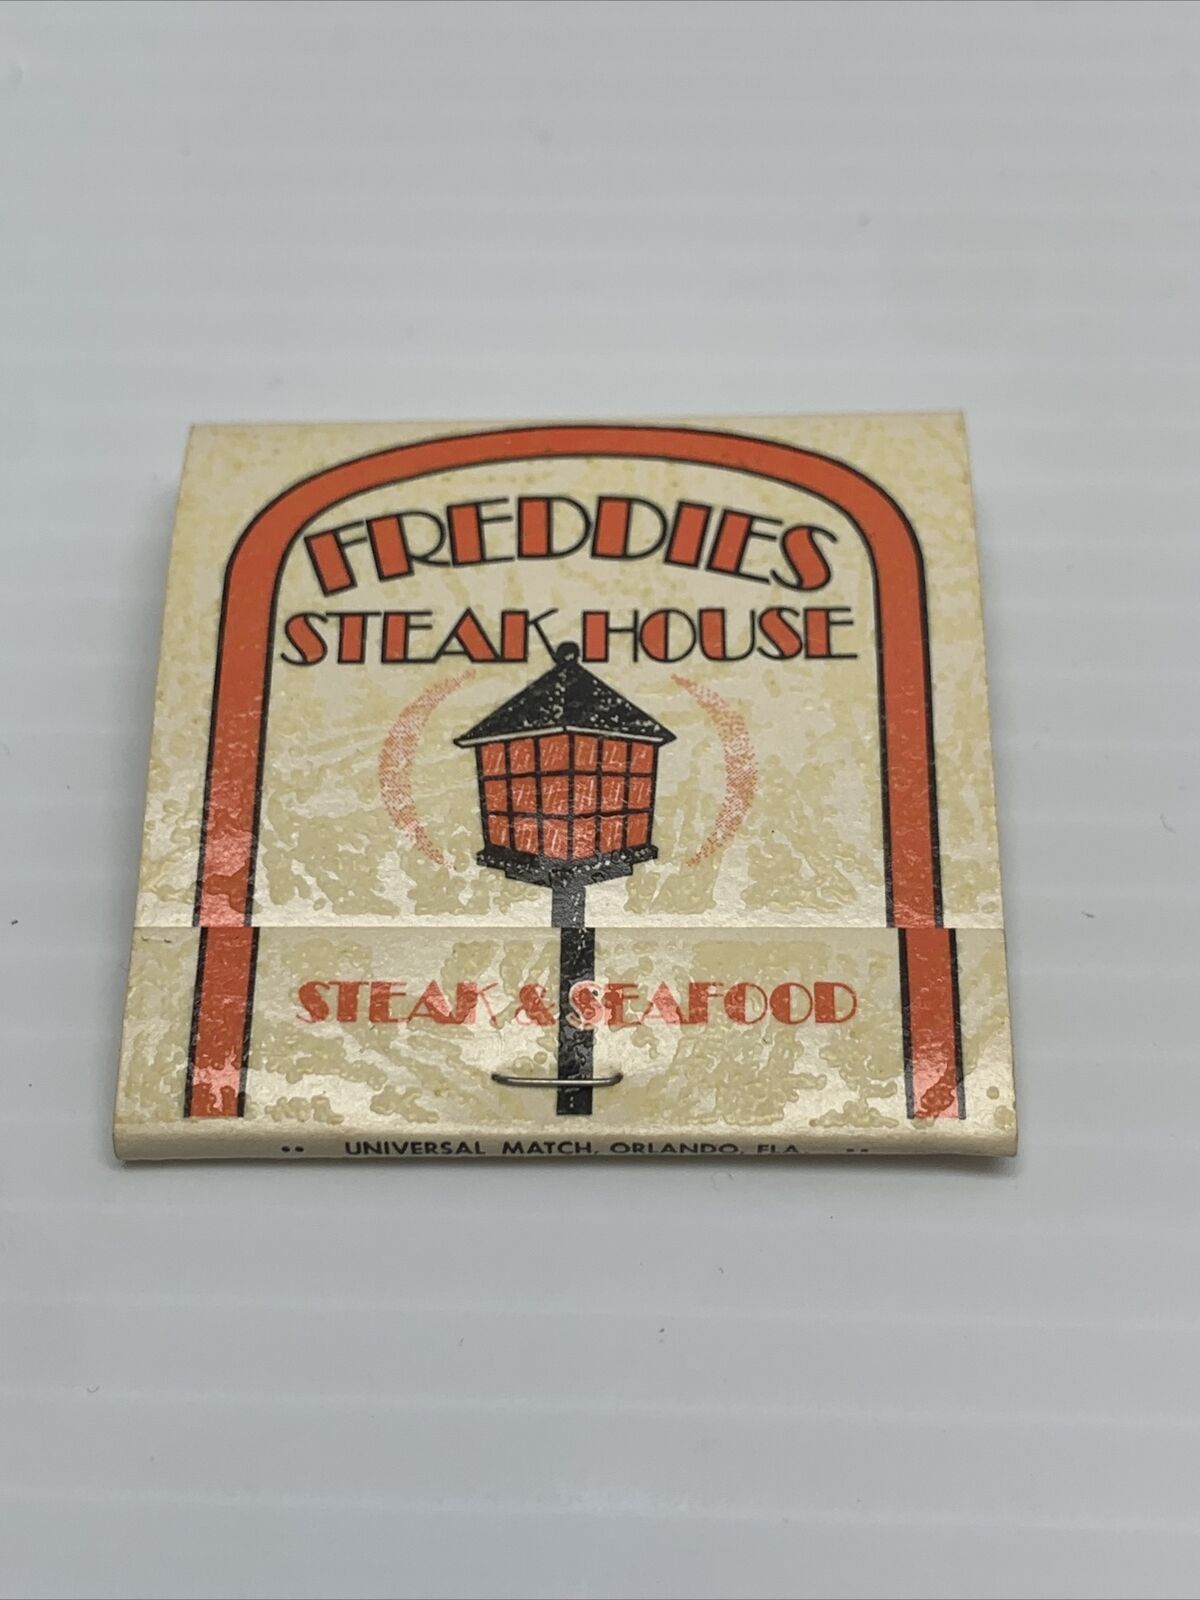 FREDDIES
STEAK HOUSE
STEAK & SEAFOOD
•• UNIVERSAL MATCH, ORLANDO, FLA. ••